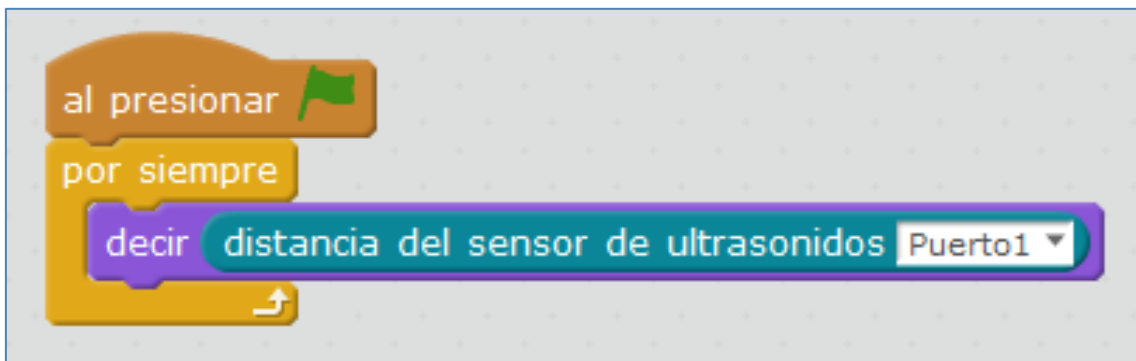 al presionar
por siempre
decir distancia del sensor de ultrasonidos Puerto1